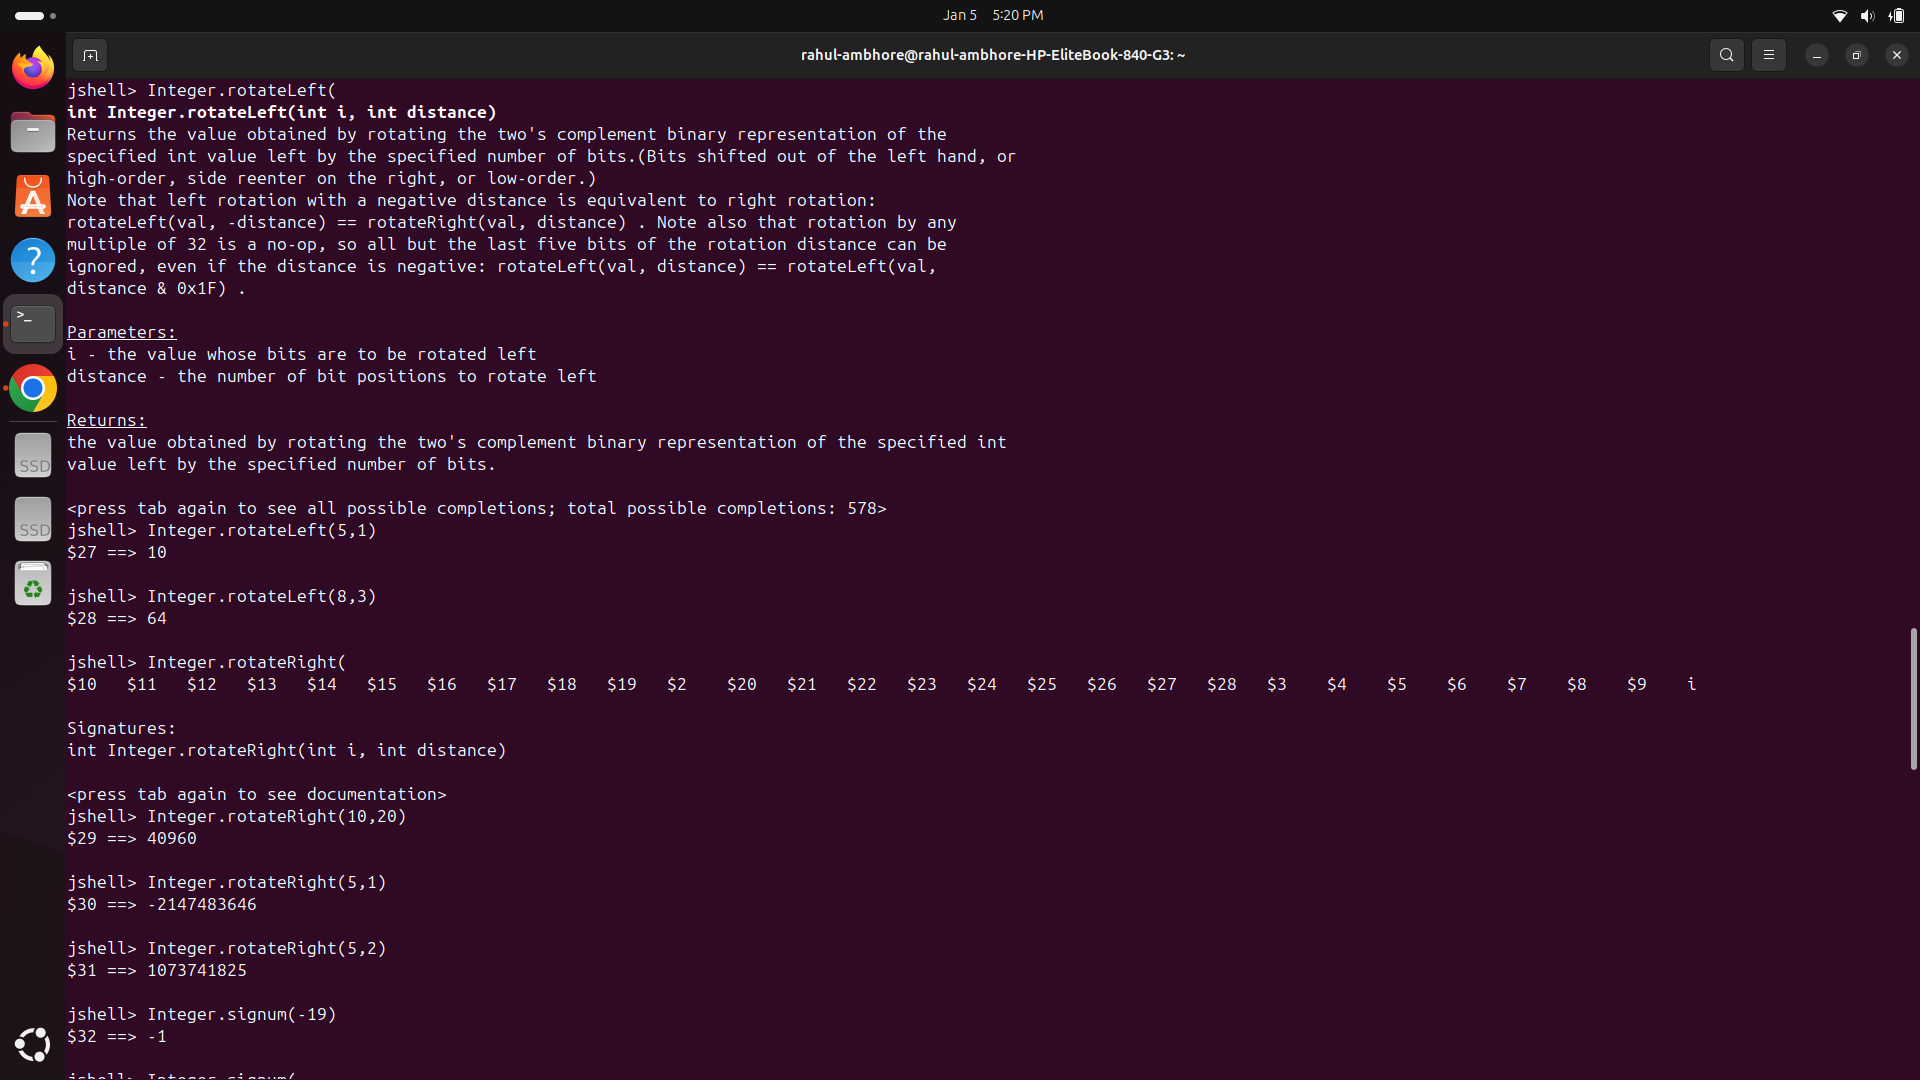 Jan 5 5:20 PM
rahul-ambhore@rahul-ambhore-HP-EliteBook-840-G3: ~
jshell> Integer.rotateLeft(
int Integer.rotateLeft(int i, int distance)
Returns the value obtained by rotating the two's complement binary representation of the
specified int value left by the specified number of bits.(Bits shifted out of the left hand, or
high-order, side reenter on the right, or low-order.)
Note that left rotation with a negative distance is equivalent to right rotation:
rotateLeft(val, -distance) == rotateRight(val, distance) . Note also that rotation by any
multiple of 32 is a no-op, so all but the last five bits of the rotation distance can be
ignored, even if the distance is negative: rotateLeft(val, distance) == rotateLeft(val,
distance & 0x1F) .
Parameters:
i - the value whose bits are to be rotated left
distance - the number of bit positions to rotate left
Returns:
the value obtained by rotating the two's complement binary representation of the specified int
value left by the specified number of bits.
<press tab again to see all possible completions; total possible completions: 578>
jshell> Integer.rotateLeft(5,1)
$27 ==> 10
jshell> Integer.rotateLeft(8,3)
$28 ==> 64
jshell> Integer.rotateRight(
$10 $11 $12 $13 $14 $15 $16 $17 $18 $19 $2 $20 $21 $22 $23 $24 $25 $26 $27 $28 $3 $4 $5 $6 $7 $8 $9 i
Signatures:
int Integer.rotateRight(int i, int distance)
<press tab again to see documentation>
jshell> Integer.rotateRight(10,20)
$29 ==> 40960
jshell> Integer.rotateRight(5,1)
$30 ==> -2147483646
jshell> Integer.rotateRight(5,2)
$31 ==> 1073741825
jshell> Integer.signum(-19)
$32 ==> -1
jshell> Integer.signum(
SSD
SSD